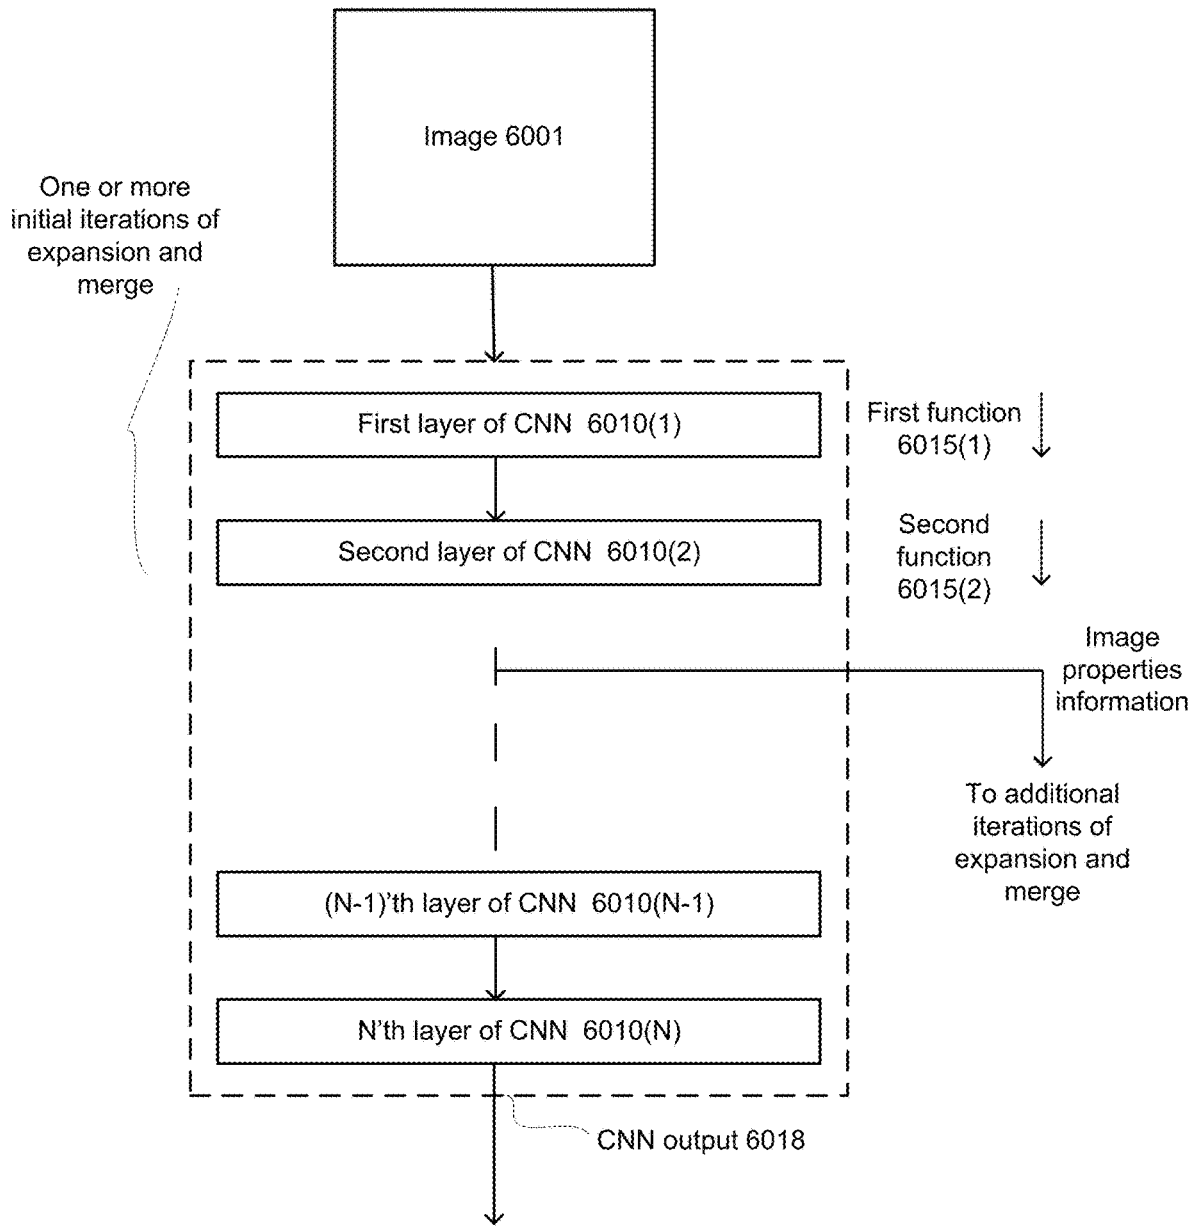 Image 6001
One or more
initial iterations of
expansion and
merge
First layer of CNN 6010(1)
First function
6015(1)
Second layer of CNN 6010(2)
Second
function
6015(2)
Image
properties
information
To additional
iterations of
expansion and
merge
(N-1)'th layer of CNN 6010(N-1)
N'th layer of CNN 6010(N)
CNN output 6018